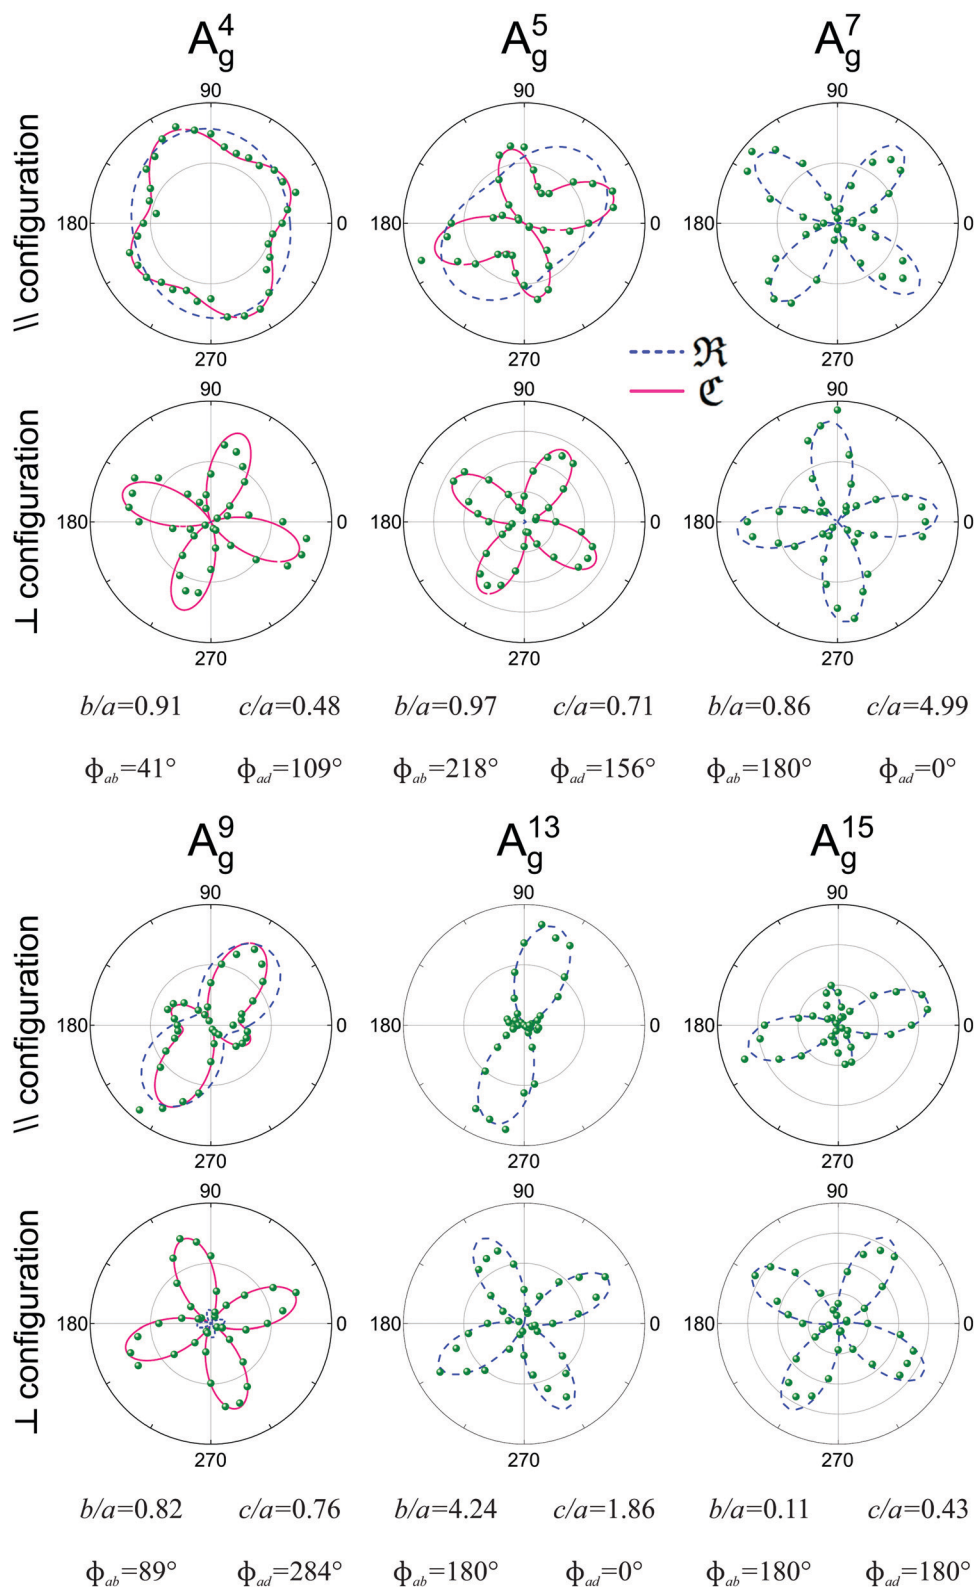 A_g^4 A_g^5 A_g^7
\\ configuration
90 90 90
180 0 180 0 180 0
270 270 270
ℜ
ℭ
⊥ configuration
90 90 90
180 0 180 0 180 0
270 270 270
b/a=0.91 c/a=0.48 b/a=0.97 c/a=0.71 b/a=0.86 c/a=4.99
ϕ_ab=41° ϕ_ad=109° ϕ_ab=218° ϕ_ad=156° ϕ_ab=180° ϕ_ad=0°
A_g^9 A_g^13 A_g^15
\\ configuration
90 90 90
180 0 180 0 180 0
270 270 270
⊥ configuration
90 90 90
180 0 180 0 180 0
270 270 270
b/a=0.82 c/a=0.76 b/a=4.24 c/a=1.86 b/a=0.11 c/a=0.43
ϕ_ab=89° ϕ_ad=284° ϕ_ab=180° ϕ_ad=0° ϕ_ab=180° ϕ_ad=180°